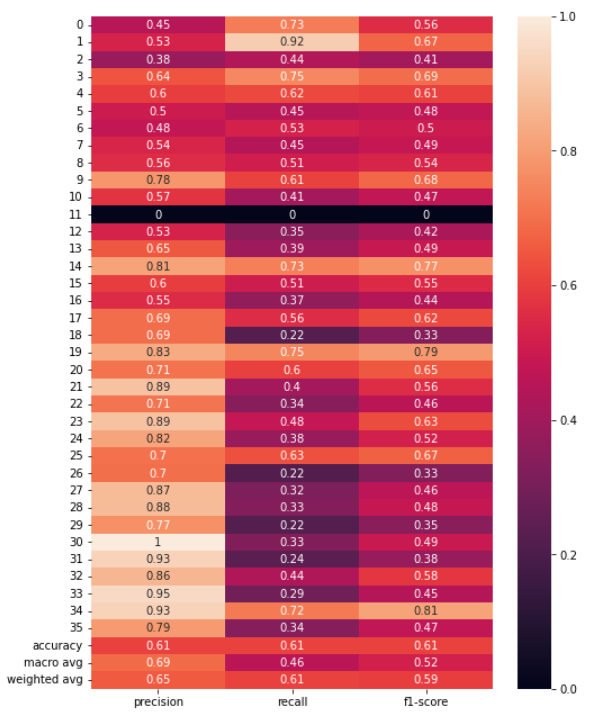 0 0.45 0.73 0.56
1 0.53 0.92 0.67
2 0.38 0.44 0.41
3 0.64 0.75 0.69
4 0.6 0.62 0.61
5 0.5 0.45 0.48
6 0.48 0.53 0.5
7 0.54 0.45 0.49
8 0.56 0.51 0.54
9 0.78 0.61 0.68
10 0.57 0.41 0.47
11 0 0 0
12 0.53 0.35 0.42
13 0.65 0.39 0.49
14 0.81 0.73 0.77
15 0.6 0.51 0.55
16 0.55 0.37 0.44
17 0.69 0.56 0.62
18 0.69 0.22 0.33
19 0.83 0.75 0.79
20 0.71 0.6 0.65
21 0.89 0.4 0.56
22 0.71 0.34 0.46
23 0.89 0.48 0.63
24 0.82 0.38 0.52
25 0.7 0.63 0.67
26 0.7 0.22 0.33
27 0.87 0.32 0.46
28 0.88 0.33 0.48
29 0.77 0.22 0.35
30 1 0.33 0.49
31 0.93 0.24 0.38
32 0.86 0.44 0.58
33 0.95 0.29 0.45
34 0.93 0.72 0.81
35 0.79 0.34 0.47
accuracy 0.61 0.61 0.61
macro avg 0.69 0.46 0.52
weighted avg 0.65 0.61 0.59
precision recall f1-score
1.0
0.8
0.6
0.4
0.2
0.0